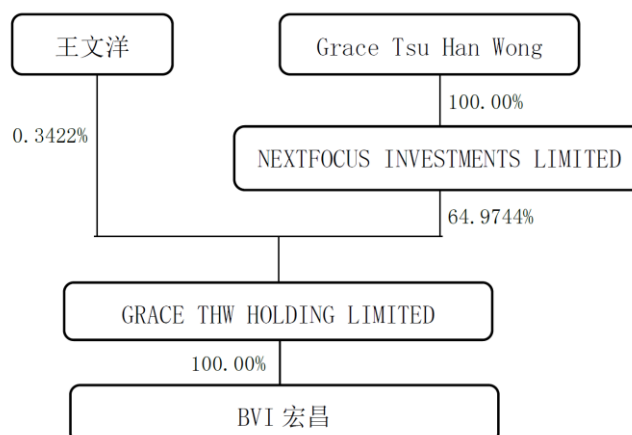 王文洋
Grace Tsu Han Wong
100.00%
0.3422%
NEXTFOCUS INVESTMENTS LIMITED
64.9744%
GRACE THW HOLDING LIMITED
100.00%
BVI 宏昌